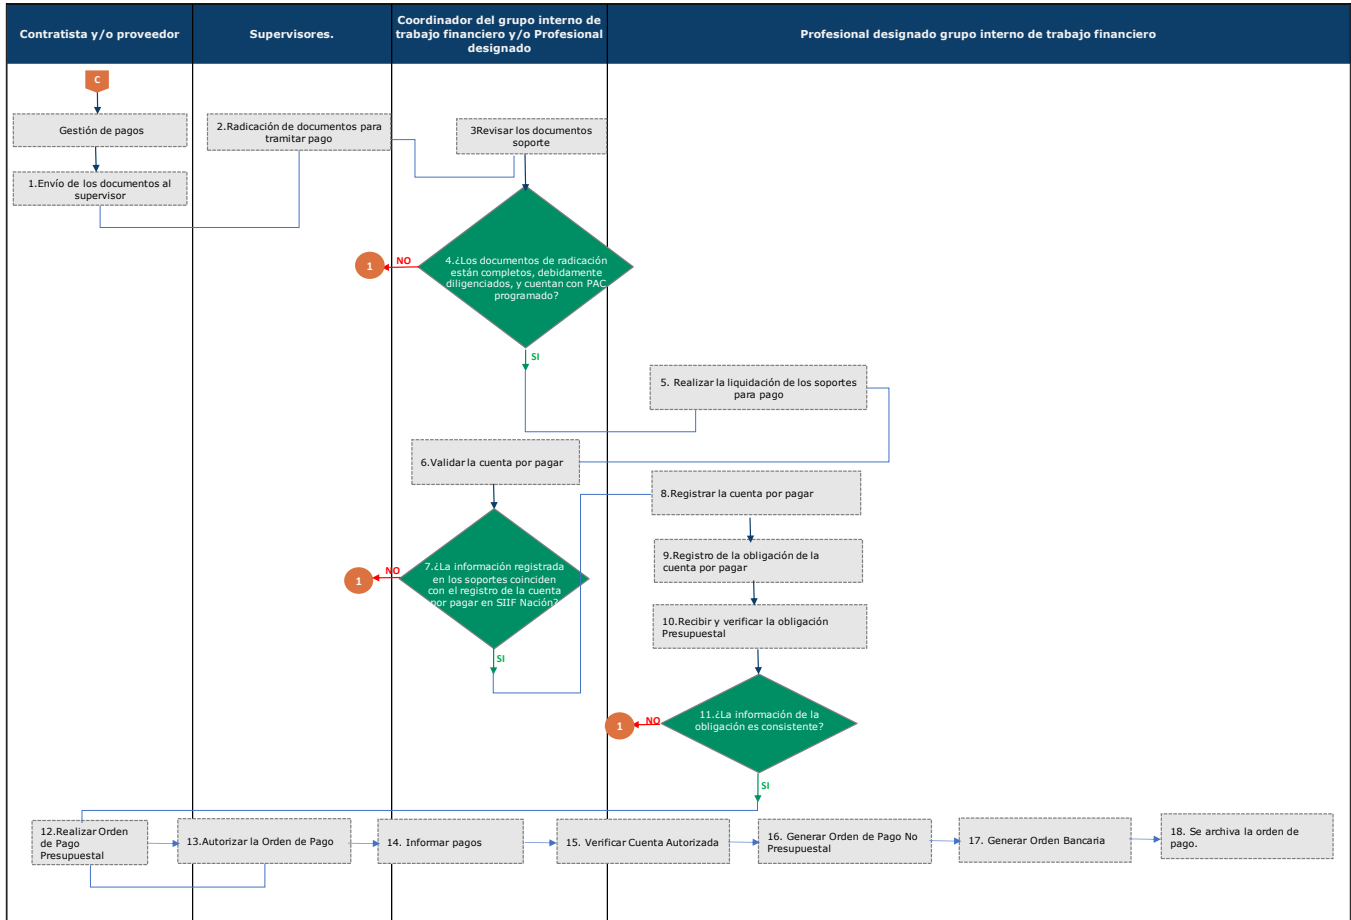 Contratista y/o proveedor
Supervisores.
Coordinador del grupo interno de
trabajo financiero y/o Profesional
designado
Profesional designado grupo interno de trabajo financiero
C
Gestión de pagos
1.Envío de los documentos al
supervisor
2.Radicación de documentos para
tramitar pago
3Revisar los documentos
soporte
4.¿Los documentos de radicación
están completos, debidamente
diligenciados, y cuentan con PAC
programado?
NO
1
SI
5. Realizar la liquidación de los soportes
para pago
6.Validar la cuenta por pagar
7.¿La información registrada
en los soportes coinciden
con el registro de la cuenta
por pagar en SIIF Nación?
NO
1
SI
8.Registrar la cuenta por pagar
9.Registro de la obligación de la
cuenta por pagar
10.Recibir y verificar la obligación
Presupuestal
11.¿La información de la
obligación es consistente?
NO
1
SI
12.Realizar Orden
de Pago
Presupuestal
13.Autorizar la Orden de Pago
14. Informar pagos
15. Verificar Cuenta Autorizada
16. Generar Orden de Pago No
Presupuestal
17. Generar Orden Bancaria
18. Se archiva la orden de
pago.